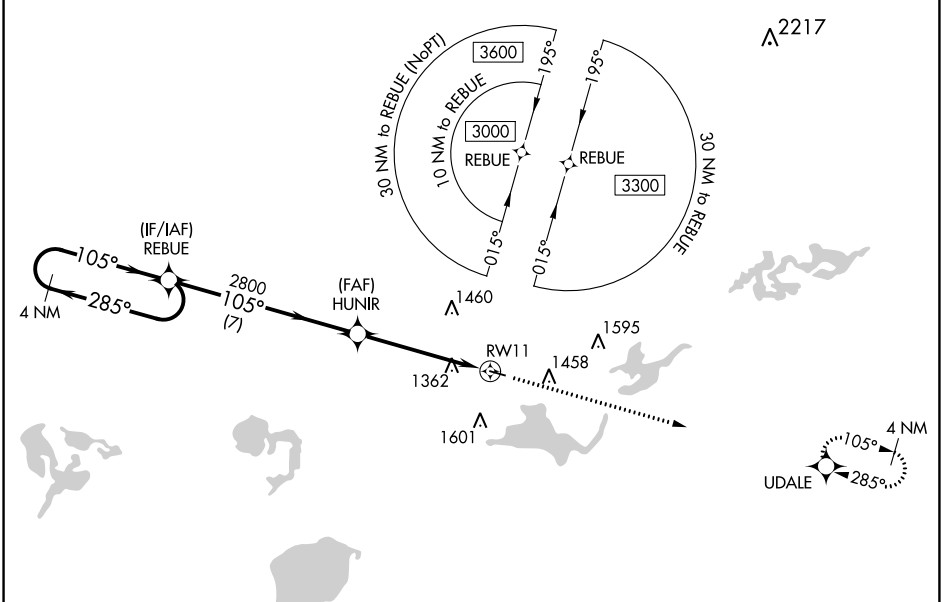 2217
30 NM to REBUE (NoPT)
3600
195°
10 NM to REBUE
3000
REBUE
015°
195°
REBUE
3300
30 NM to REBUE
015°
(IF/IAF)
REBUE
105°
285°
4 NM
2800
105°
(7)
(FAF)
HUNIR
1460
1595
RW11
1458
1362
1601
4 NM
105°
285°
UDALE